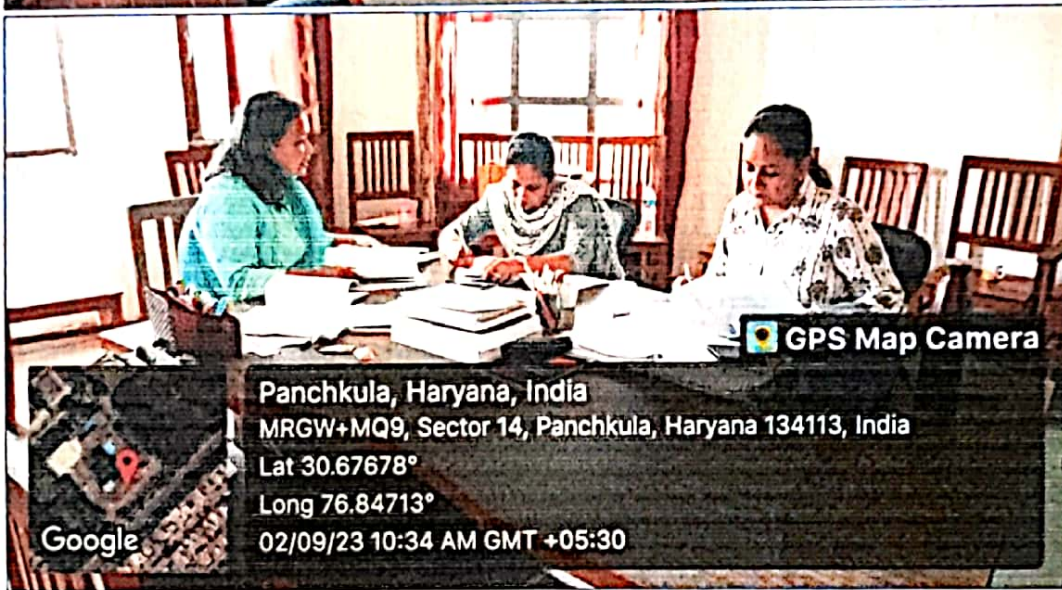 GPS Map Camera
Panchkula, Haryana, India
MRGW+MQ9, Sector 14, Panchkula, Haryana 134113, India
Lat 30.67678°
Long 76.84713°
02/09/23 10:34 AM GMT +05:30
Google